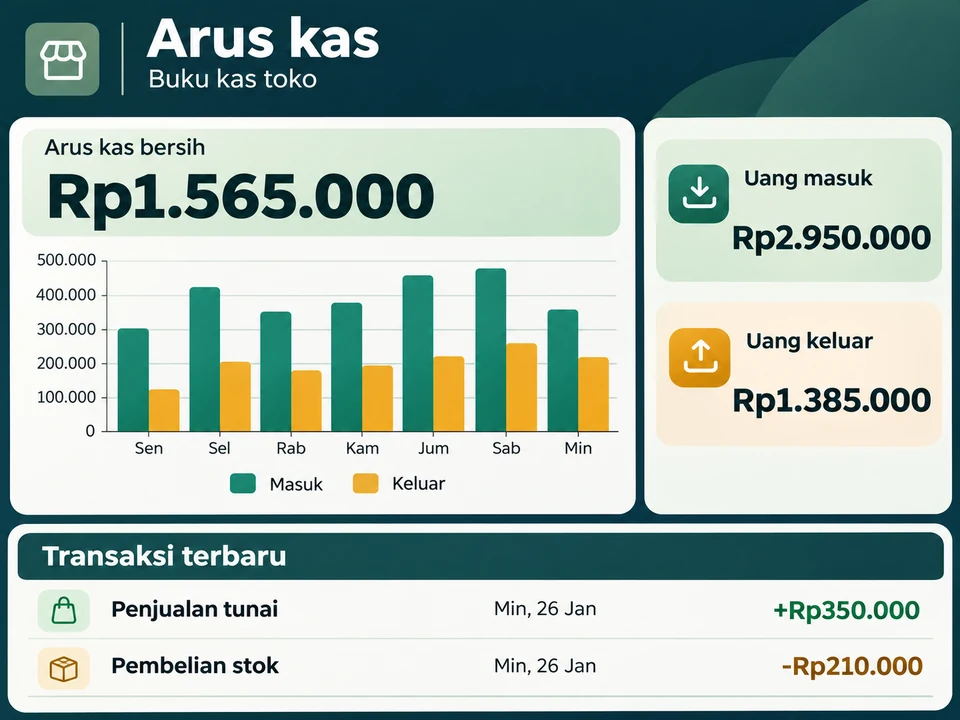 Arus kas
Buku kas toko
Arus kas bersih
Rp1.565.000
500.000
400.000
300.000
200.000
100.000
0
Sen Sel Rab Kam Jum Sab Min
Masuk Keluar
Uang masuk
Rp2.950.000
Uang keluar
Rp1.385.000
Transaksi terbaru
Penjualan tunai Min, 26 Jan +Rp350.000
Pembelian stok Min, 26 Jan -Rp210.000